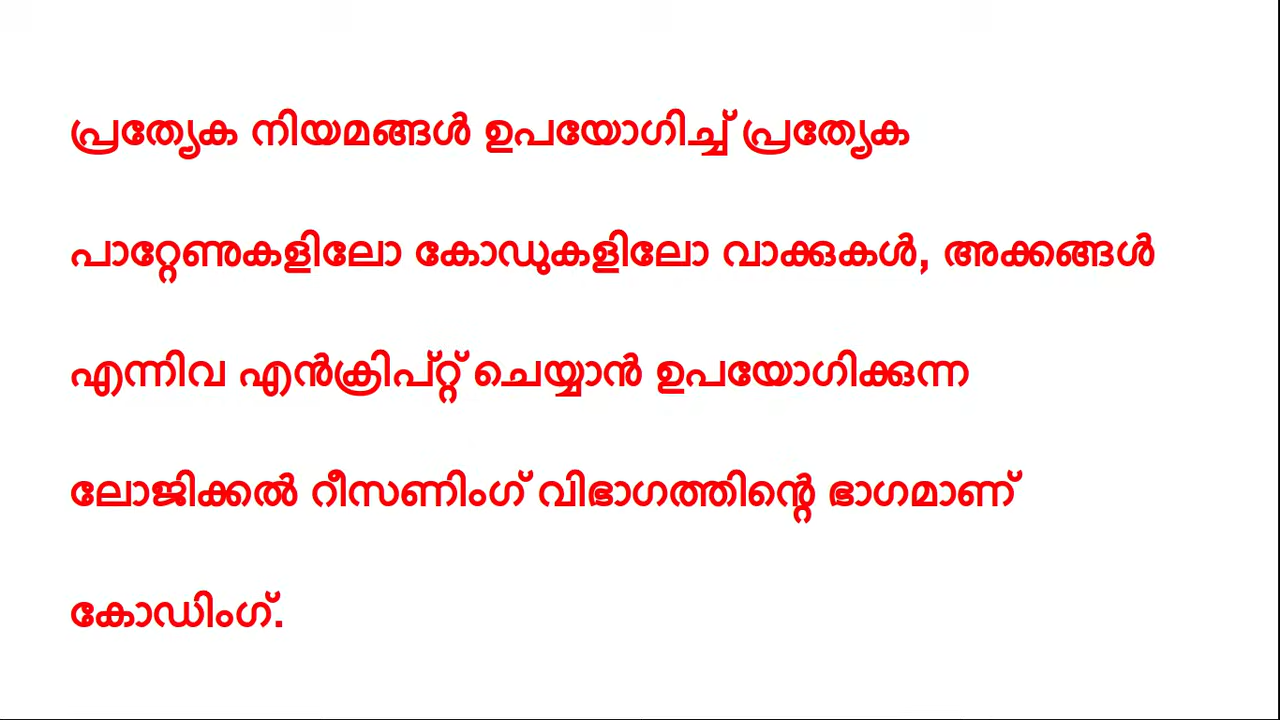 പ്രത്യേക നിയമങ്ങൾ ഉപയോഗിച്ച് പ്രത്യേക
പാറ്റേണുകളിലോ കോഡുകളിലോ വാക്കുകൾ, അക്കങ്ങൾ
എന്നിവ എൻക്രിപ്റ്റ് ചെയ്യാൻ ഉപയോഗിക്കുന്ന
ലോജിക്കൽ റീസണിംഗ് വിഭാഗത്തിന്റെ ഭാഗമാണ്
കോഡിംഗ്.